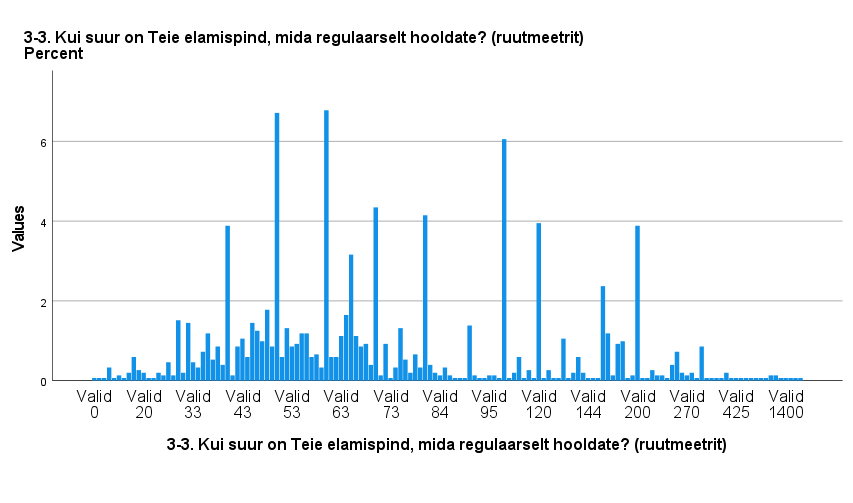 3-3. Kui suur on Teie elamispind, mida regulaarselt hooldate? (ruutmeetrit)
Percent
6
4
2
0
Values
Valid Valid Valid Valid Valid Valid Valid Valid Valid Valid Valid Valid Valid Valid Valid
0 20 33 43 53 63 73 84 95 120 144 200 270 425 1400
3-3. Kui suur on Teie elamispind, mida regulaarselt hooldate? (ruutmeetrit)